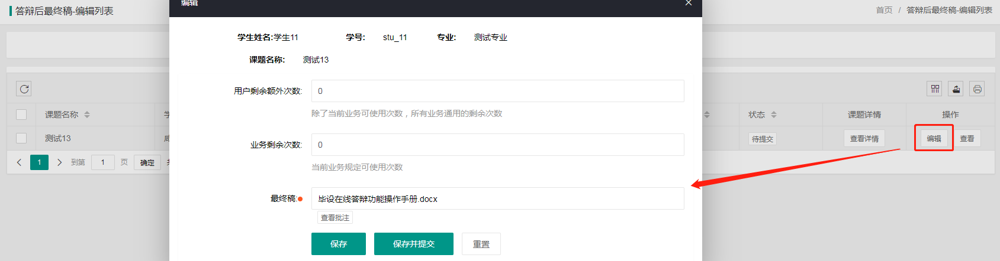 答辩后最终稿-编辑列表
首页 / 答辩后最终稿-编辑列表
编辑
学生姓名:学生11 学号: stu_11 专业: 测试专业
课题名称: 测试13
用户剩余额外次数: 0
除了当前业务可使用次数，所有业务通用的剩余次数
业务剩余次数: 0
当前业务规定可使用次数
最终稿: 毕设在线答辩功能操作手册.docx
查看批注
保存 保存并提交 重置
课题名称 状态 课题详情 操作
测试13 待提交 查看详情 编辑 查看
1 到第 1 页 确定